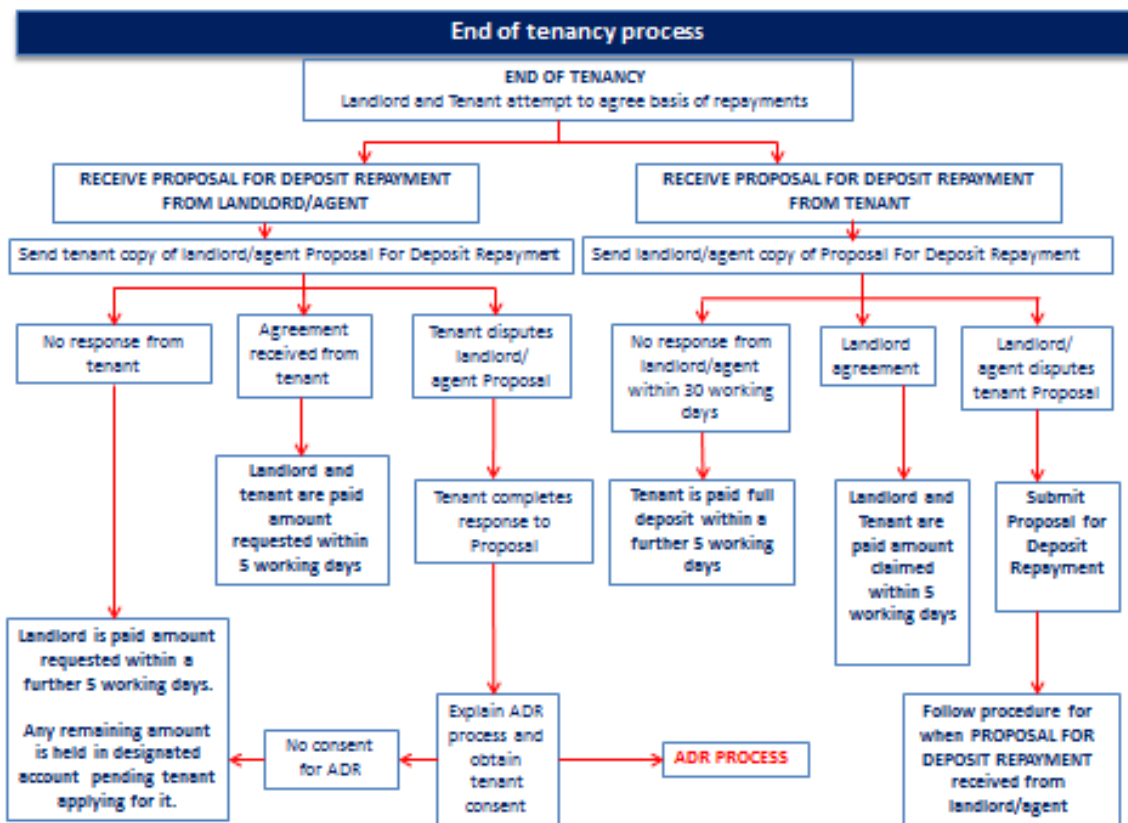 End of tenancy process
END OF TENANCY
Landlord and Tenant attempt to agree basis of repayments
RECEIVE PROPOSAL FOR DEPOSIT REPAYMENT
FROM LANDLORD/AGENT
RECEIVE PROPOSAL FOR DEPOSIT REPAYMENT
FROM TENANT
Send tenant copy of landlord/agent Proposal For Deposit Repayment
Send landlord/agent copy of Proposal For Deposit Repayment
No response from
tenant
Agreement
received from
tenant
Tenant disputes
landlord/
agent Proposal
No response from
landlord/agent
within 30 working
days
Landlord
agreement
Landlord/
agent disputes
tenant Proposal
Landlord and
tenant are paid
amount
requested within
5 working days
Tenant completes
response to
Proposal
Tenant is paid full
deposit within a
further 5 working
days
Landlord and
Tenant are
paid amount
claimed
within 5
working days
Submit
Proposal for
Deposit
Repayment
Landlord is paid amount
requested within a
further 5 working days.
Any remaining amount
is held in designated
account pending tenant
applying for it.
No consent
for ADR
Explain ADR
process and
obtain
tenant
consent
ADR PROCESS
Follow procedure for
when PROPOSAL FOR
DEPOSIT REPAYMENT
received from
landlord/agent